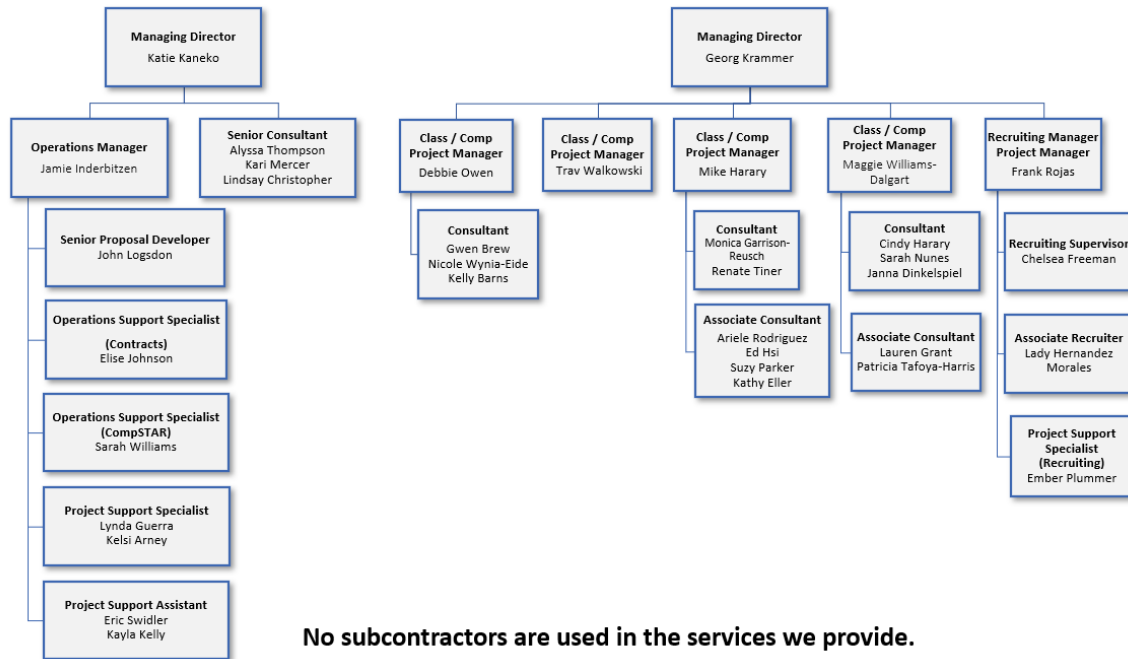 Managing Director
Katie Kaneko
Operations Manager
Jamie Inderbitzen
Senior Consultant
Alyssa Thompson
Kari Mercer
Lindsay Christopher
Senior Proposal Developer
John Logsdon
Operations Support Specialist
(Contracts)
Elise Johnson
Operations Support Specialist
(CompSTAR)
Sarah Williams
Project Support Specialist
Lynda Guerra
Kelsi Arney
Project Support Assistant
Eric Swidler
Kayla Kelly
Managing Director
Georg Krammer
Class / Comp
Project Manager
Debbie Owen
Consultant
Gwen Brew
Nicole Wynia-Eide
Kelly Barns
Class / Comp
Project Manager
Trav Walkowski
Class / Comp
Project Manager
Mike Harary
Consultant
Monica Garrison-
Reusch
Renate Tiner
Associate Consultant
Ariele Rodriguez
Ed Hsi
Suzy Parker
Kathy Eller
Class / Comp
Project Manager
Maggie Williams-
Dalgart
Consultant
Cindy Harary
Sarah Nunes
Janna Dinkelspiel
Associate Consultant
Lauren Grant
Patricia Tafoya-Harris
Recruiting Manager
Project Manager
Frank Rojas
Recruiting Supervisor
Chelsea Freeman
Associate Recruiter
Lady Hernandez
Morales
Project Support
Specialist
(Recruiting)
Ember Plummer
No subcontractors are used in the services we provide.